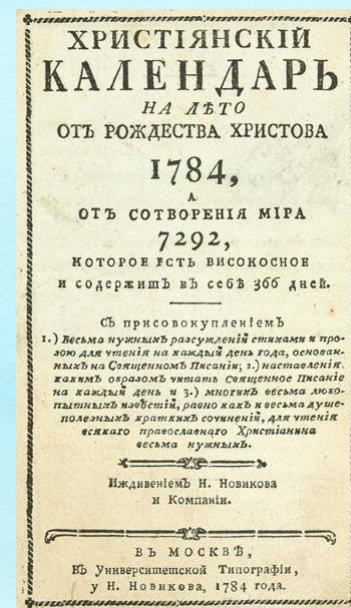 ХРИСТІЯНСКІЙ
КАЛЕНДАРЬ
НА ЛѢТО
ОТЪ РОЖДЕСТВА ХРИСТОВА
1784,
А
ОТЪ СОТВОРЕНІЯ МІРА
7292,
КОТОРОЕ ЕСТЬ ВИСОКОСНОЕ
и содержитъ въ себѣ 366 дней.
Съ присовокупленіемъ
1.) Весьма нужныхъ разсужденій стихами и про-
зою для чтенія на каждый день года, основан-
ныхъ на Священномъ Писаніи; 2.) наставленія
какимъ образомъ читать Священное Писаніе
на каждый день и 3.) многихъ весьма любо-
пытныхъ извѣстій, равно какъ и весьма душе-
полезныхъ краткихъ сочиненій, для чтенія
всякаго православнаго Христіанина
весьма нужныхъ.
Иждивеніемъ Н. Новикова
и Компаніи.
ВЪ МОСКВѢ,
Въ Университетской Типографіи,
у Н. Новикова, 1784 года.